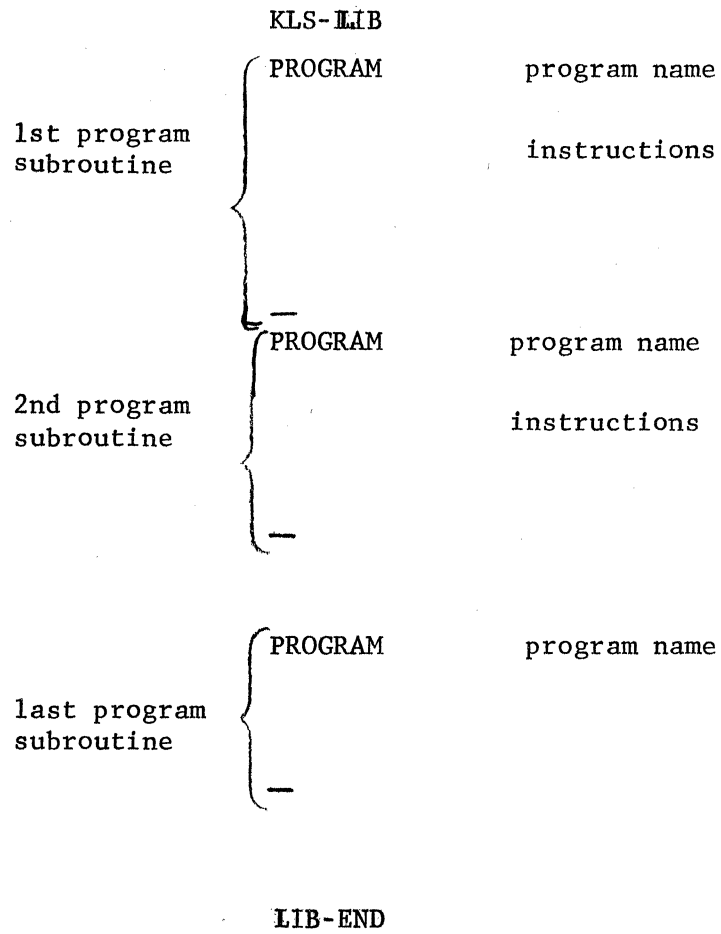 KLS-LIB
PROGRAM program name
1st program
subroutine
instructions
—
PROGRAM program name
2nd program
subroutine
instructions
—
PROGRAM program name
last program
subroutine
—
LIB-END